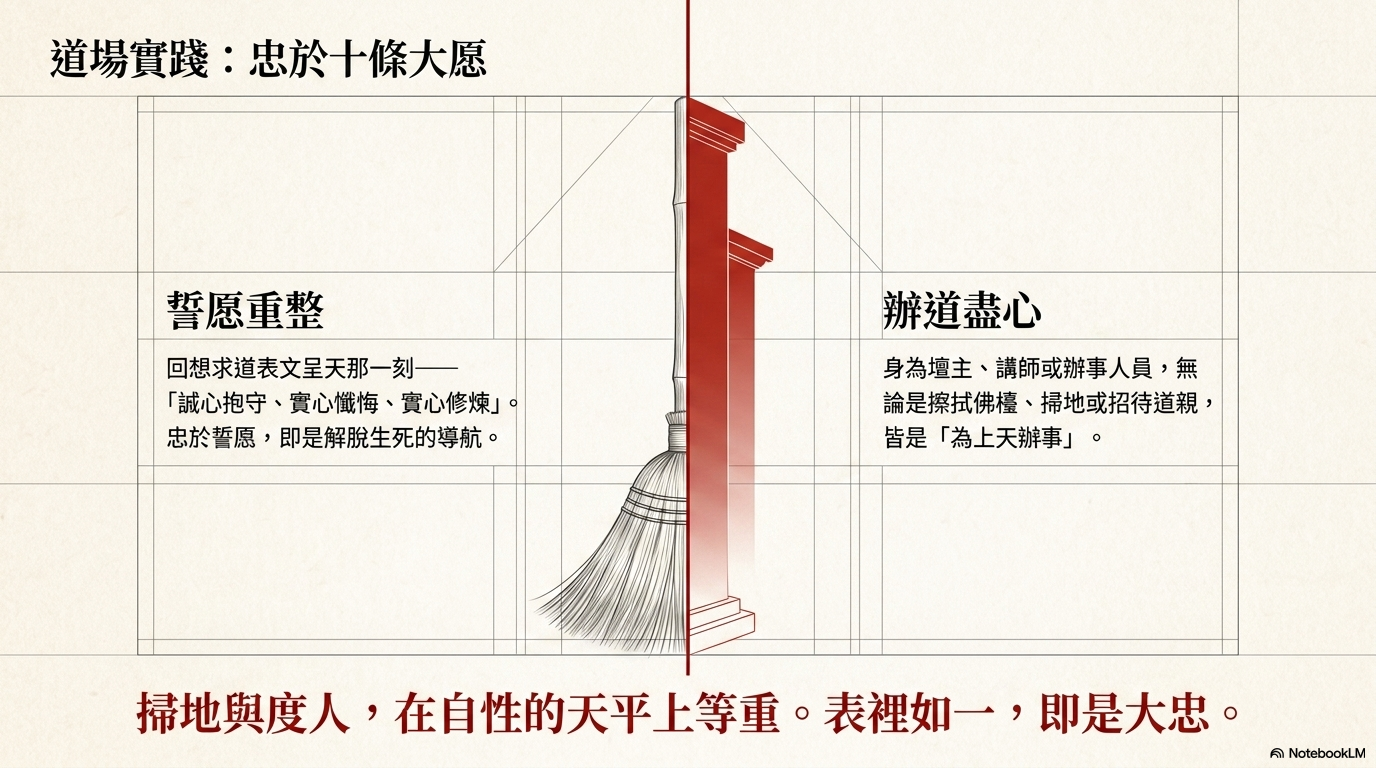 道場實踐：忠於十條大愿
誓愿重整
回想求道表文呈天那一刻——
「誠心抱守、實心懺悔、實心修煉」。
忠於誓愿，即是解脫生死的導航。
辦道盡心
身為壇主、講師或辦事人員，無
論是擦拭佛檯、掃地或招待道親，
皆是「為上天辦事」。
掃地與度人，在自性的天平上等重。表裡如一，即是大忠。
NotebookLM